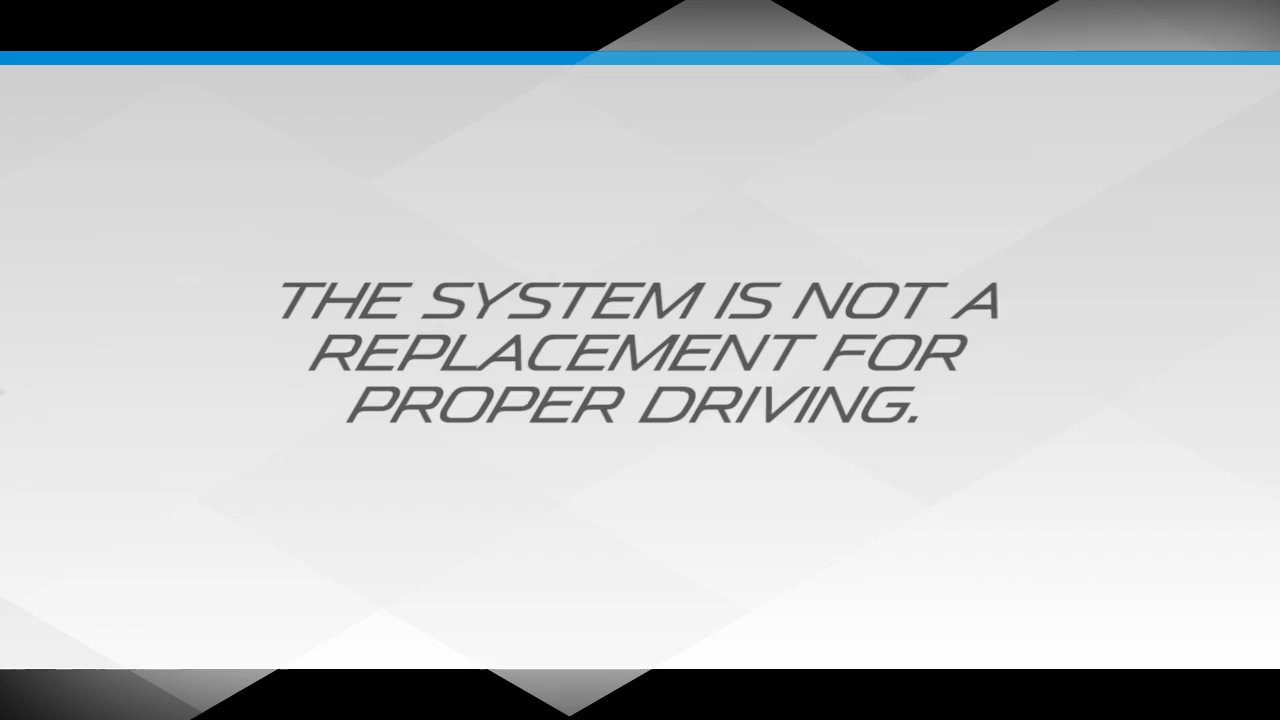 THE SYSTEM IS NOT A
REPLACEMENT FOR
PROPER DRIVING.